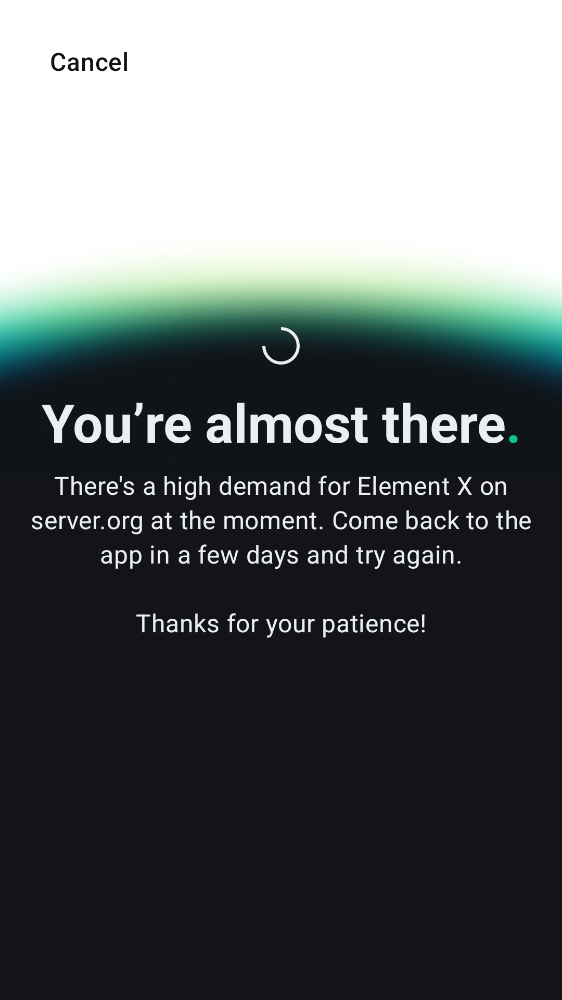 Cancel
You’re almost there.
There's a high demand for Element X on
server.org at the moment. Come back to the
app in a few days and try again.
Thanks for your patience!